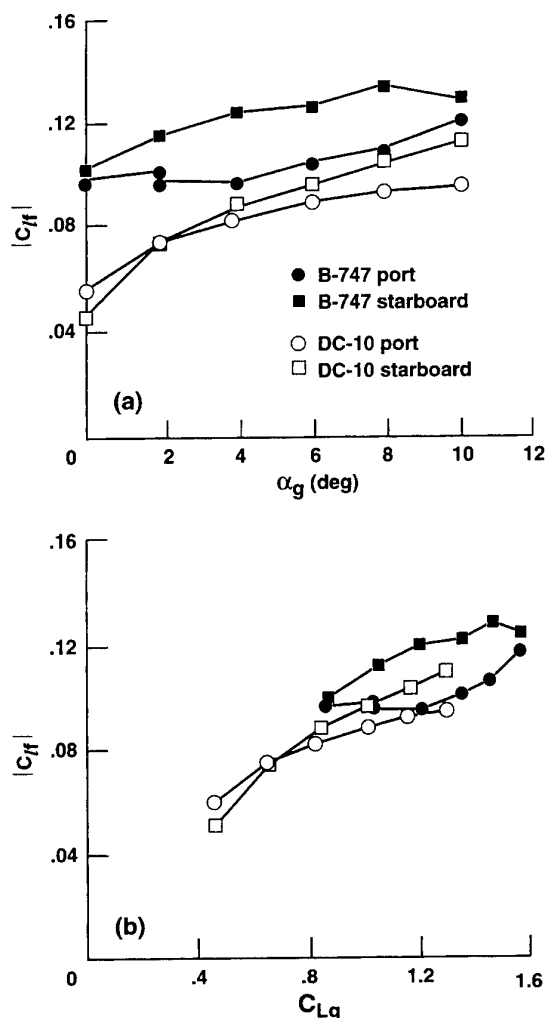 .16
.12
.08
.04
0
|C_lf|
● B-747 port
■ B-747 starboard
○ DC-10 port
□ DC-10 starboard
(a)
2 4 6 8 10 12
α_g (deg)
.16
.12
.08
.04
0
|C_lf|
(b)
.4 .8 1.2 1.6
C_Lg